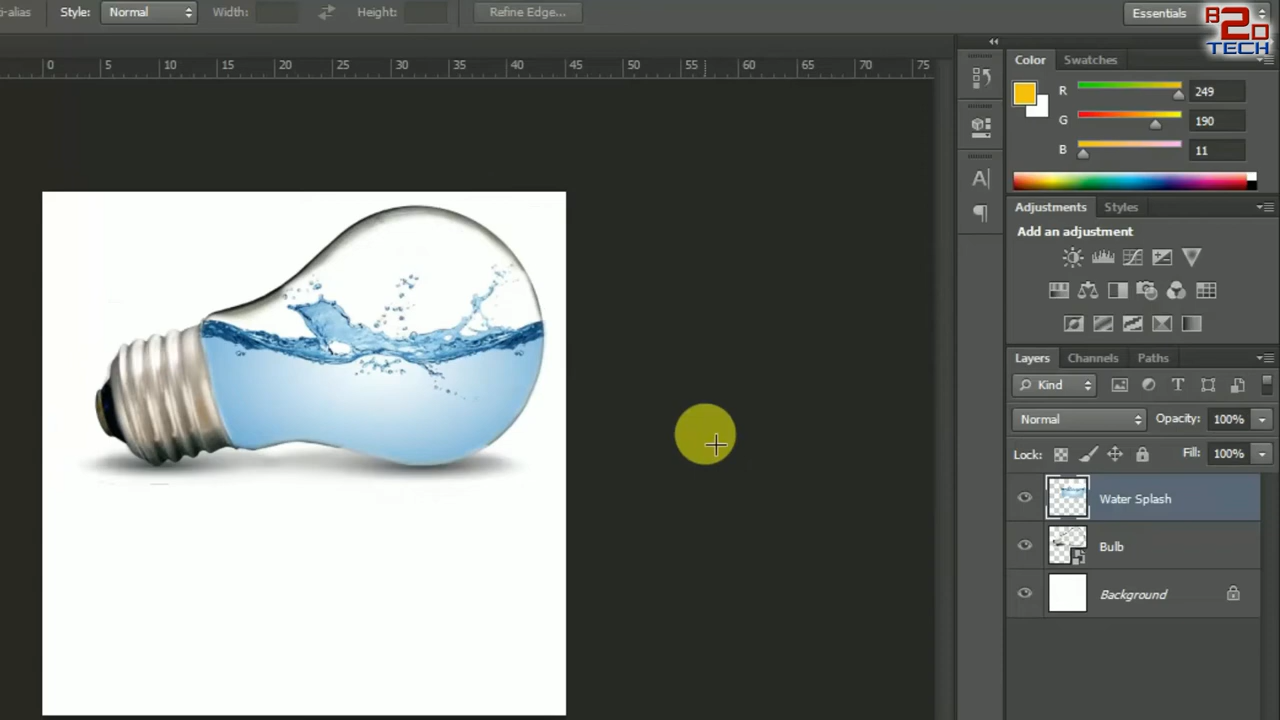 -alias
Style: Normal Width: Height: Refine Edge... Essentials
B2D TECH
0 5 10 15 20 25 30 35 40 45 50 55 60 65 70 75
Color Swatches
R 249
G 190
B 11
Adjustments Styles
Add an adjustment
Layers Channels Paths
Kind T
Normal Opacity: 100%
Lock: Fill: 100%
Water Splash
Bulb
Background
A